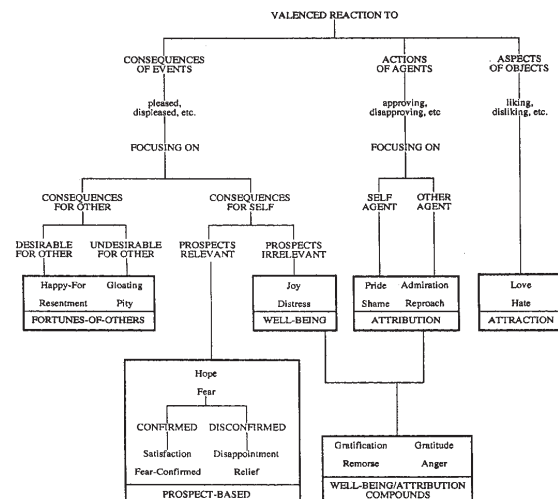 VALENCED REACTION TO
CONSEQUENCES OF EVENTS
ACTIONS OF AGENTS
ASPECTS OF OBJECTS
pleased, displeased, etc.
approving, disapproving, etc
liking, disliking, etc.
FOCUSING ON
FOCUSING ON
CONSEQUENCES FOR OTHER
CONSEQUENCES FOR SELF
SELF AGENT
OTHER AGENT
DESIRABLE FOR OTHER
UNDESIRABLE FOR OTHER
PROSPECTS RELEVANT
PROSPECTS IRRELEVANT
Happy-For Gloating
Resentment Pity
FORTUNES-OF-OTHERS
Joy
Distress
WELL-BEING
Pride Admiration
Shame Reproach
ATTRIBUTION
Love
Hate
ATTRACTION
Hope
Fear
CONFIRMED DISCONFIRMED
Satisfaction Disappointment
Fear-Confirmed Relief
PROSPECT-BASED
Gratification Gratitude
Remorse Anger
WELL-BEING/ATTRIBUTION
COMPOUNDS